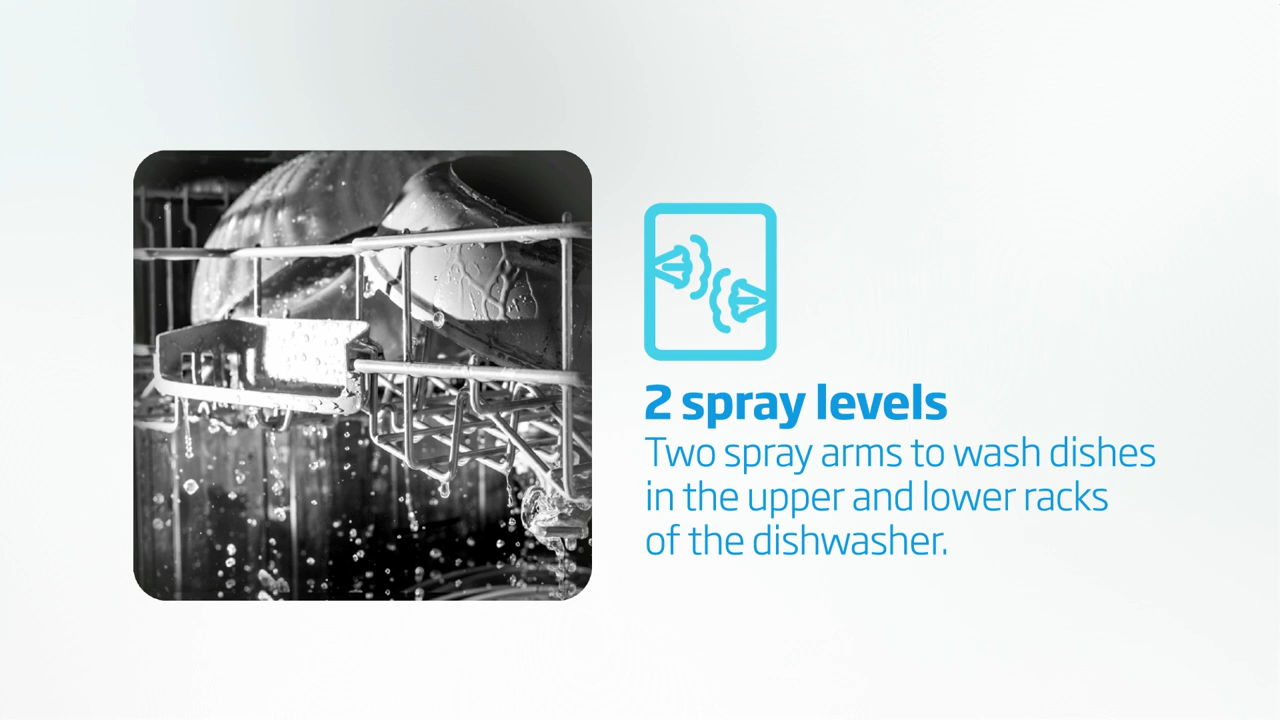 2 spray levels
Two spray arms to wash dishes
in the upper and lower racks
of the dishwasher.